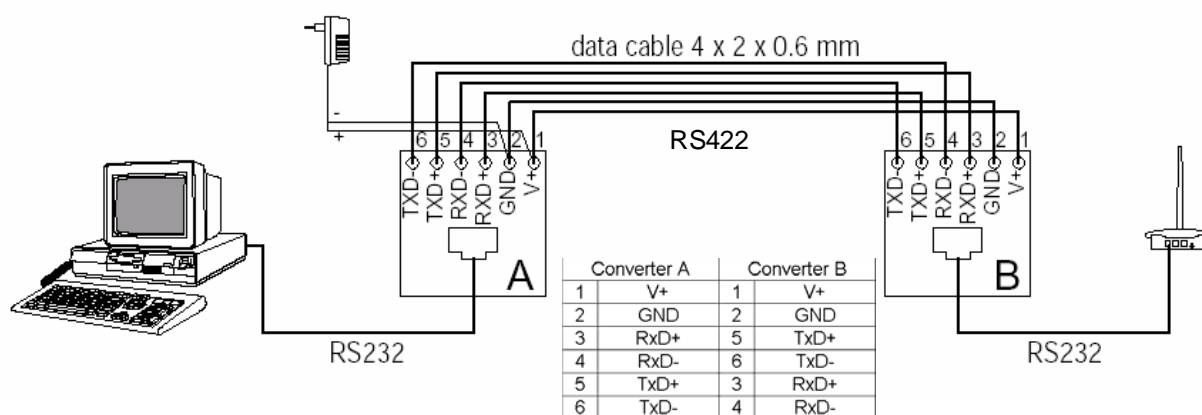 data cable 4 x 2 x 0.6 mm
-
+
6 5 4 3 2 1
RS422
6 5 4 3 2 1
TXD- TXD+ RXD- RXD+ GND V+
TXD- TXD+ RXD- RXD+ GND V+
A
B
Converter A Converter B
1 V+ 1 V+
2 GND 2 GND
3 RxD+ 5 TxD+
4 RxD- 6 TxD-
5 TxD+ 3 RxD+
6 TxD- 4 RxD-
RS232
RS232